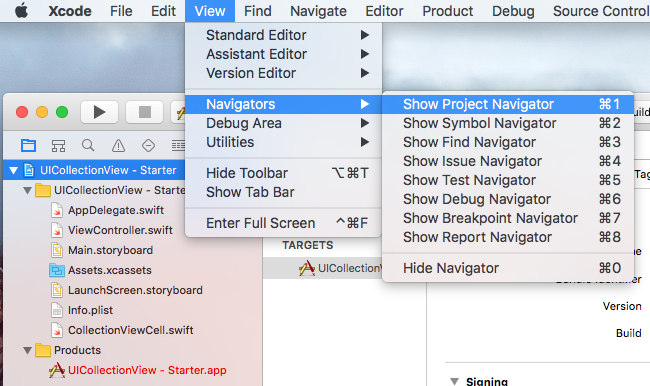 Xcode File Edit View Find Navigate Editor Product Debug Source Control
Standard Editor
Assistant Editor
Version Editor
Navigators
Debug Area
Utilities
Hide Toolbar ⌥⌘T
Show Tab Bar
Enter Full Screen ^⌘F
Show Project Navigator ⌘1
Show Symbol Navigator ⌘2
Show Find Navigator ⌘3
Show Issue Navigator ⌘4
Show Test Navigator ⌘5
Show Debug Navigator ⌘6
Show Breakpoint Navigator ⌘7
Show Report Navigator ⌘8
Hide Navigator ⌘0
UICollectionView - Starter
UICollectionView - Starte
AppDelegate.swift
ViewController.swift
Main.storyboard
Assets.xcassets
LaunchScreen.storyboard
Info.plist
CollectionViewCell.swift
Products
UICollectionView - Starter.app
TARGETS
UICollectionV
Version
Build
Signing